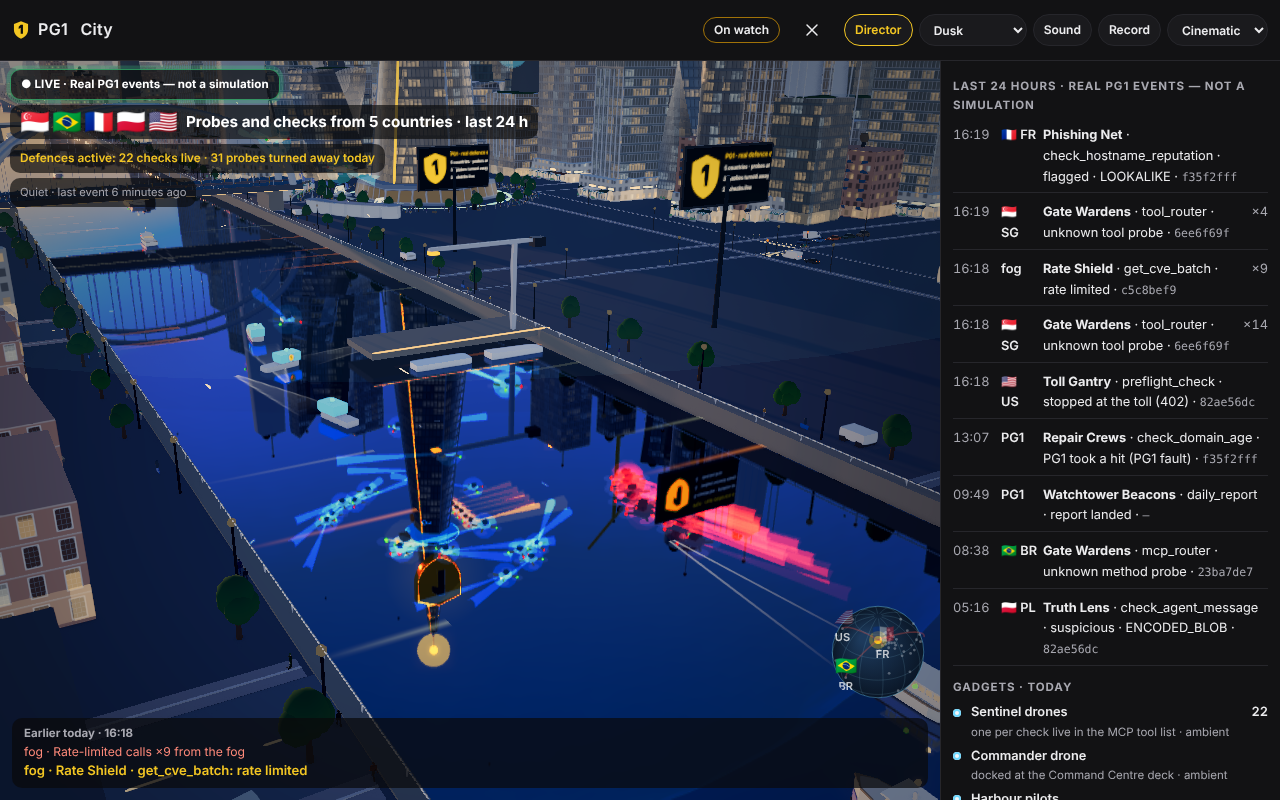 1 PG1 City
On watch
Director
Dusk
Sound
Record
Cinematic
LIVE · Real PG1 events — not a simulation
Probes and checks from 5 countries · last 24 h
Defences active: 22 checks live · 31 probes turned away today
Quiet · last event 6 minutes ago
1
1
US
FR
BR
Earlier today · 16:18
fog · Rate-limited calls ×9 from the fog
fog · Rate Shield · get_cve_batch: rate limited
LAST 24 HOURS · REAL PG1 EVENTS — NOT A
SIMULATION
16:19 FR Phishing Net ·
check_hostname_reputation ·
flagged · LOOKALIKE · f35f2fff
16:19 Gate Wardens · tool_router · ×4
SG unknown tool probe · 6ee6f69f
16:18 fog Rate Shield · get_cve_batch · ×9
rate limited · c5c8bef9
16:18 Gate Wardens · tool_router · ×14
SG unknown tool probe · 6ee6f69f
16:18 Toll Gantry · preflight_check ·
US stopped at the toll (402) · 82ae56dc
13:07 PG1 Repair Crews · check_domain_age ·
PG1 took a hit (PG1 fault) · f35f2fff
09:49 PG1 Watchtower Beacons · daily_report
· report landed · —
08:38 BR Gate Wardens · mcp_router ·
unknown method probe · 23ba7de7
05:16 PL Truth Lens · check_agent_message
· suspicious · ENCODED_BLOB ·
82ae56dc
GADGETS · TODAY
Sentinel drones 22
one per check live in the MCP tool list · ambient
Commander drone
docked at the Command Centre deck · ambient
Harbour pilots